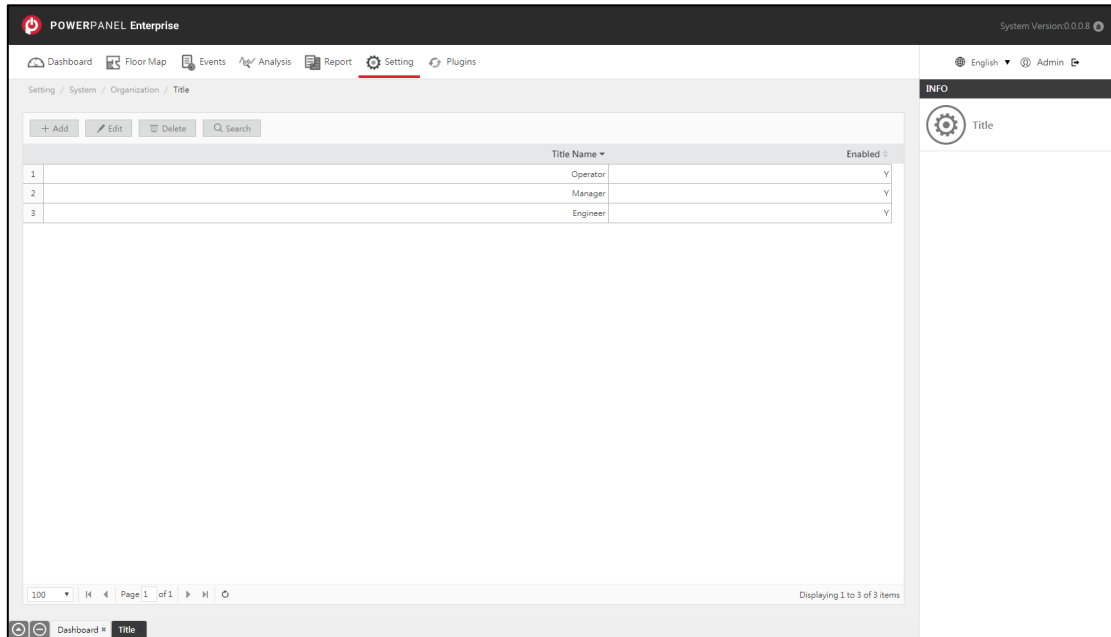 POWERPANEL Enterprise
System Version:0.0.0.8
Dashboard Floor Map Events Analysis Report Setting Plugins
English Admin
Setting / System / Organization / Title
INFO
Title
+ Add Edit Delete Search
Title Name Enabled
1 Operator Y
2 Manager Y
3 Engineer Y
100 Page 1 of 1
Displaying 1 to 3 of 3 items
Dashboard × Title